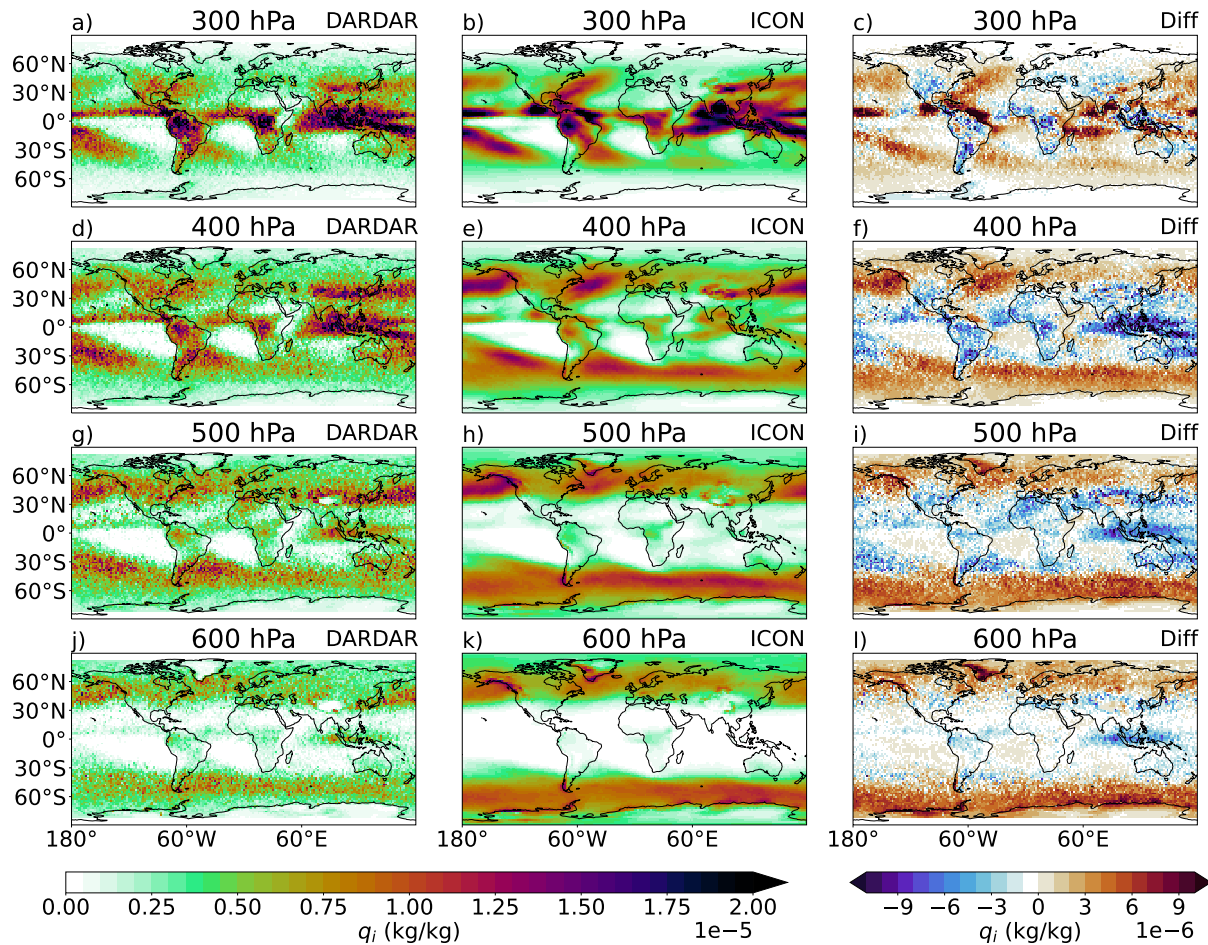 a) 300 hPa DARDAR b) 300 hPa ICON c) 300 hPa Diff
60°N
30°N
0°
30°S
60°S
d) 400 hPa DARDAR e) 400 hPa ICON f) 400 hPa Diff
60°N
30°N
0°
30°S
60°S
g) 500 hPa DARDAR h) 500 hPa ICON i) 500 hPa Diff
60°N
30°N
0°
30°S
60°S
j) 600 hPa DARDAR k) 600 hPa ICON l) 600 hPa Diff
60°N
30°N
0°
30°S
60°S
180° 60°W 60°E 180° 60°W 60°E 180° 60°W 60°E
0.00 0.25 0.50 0.75 1.00 1.25 1.50 1.75 2.00 −9 −6 −3 0 3 6 9
q_i (kg/kg) 1e−5 q_i (kg/kg) 1e−6